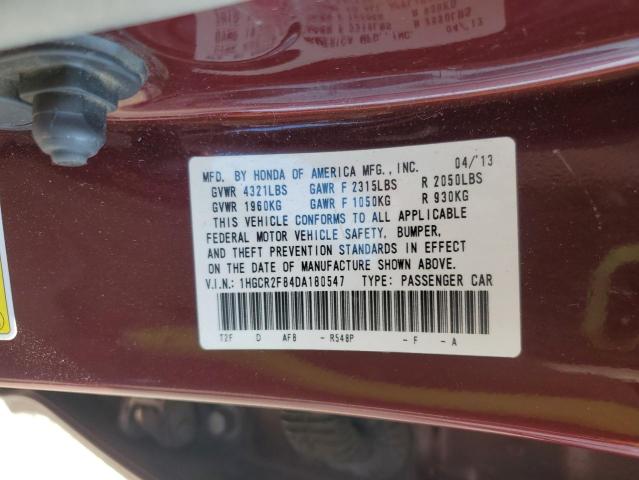 MFD. BY HONDA OF AMERICA MFG., INC. 04/'13
GVWR 4321LBS GAWR F 2315LBS R 2050LBS
GVWR 1960KG GAWR F 1050KG R 930KG
THIS VEHICLE CONFORMS TO ALL APPLICABLE
FEDERAL MOTOR VEHICLE SAFETY, BUMPER,
AND THEFT PREVENTION STANDARDS IN EFFECT
ON THE DATE OF MANUFACTURE SHOWN ABOVE.
V.I.N.: 1HGCR2F84DA180547 TYPE: PASSENGER CAR
T2F D AF8 - R548P - F - A